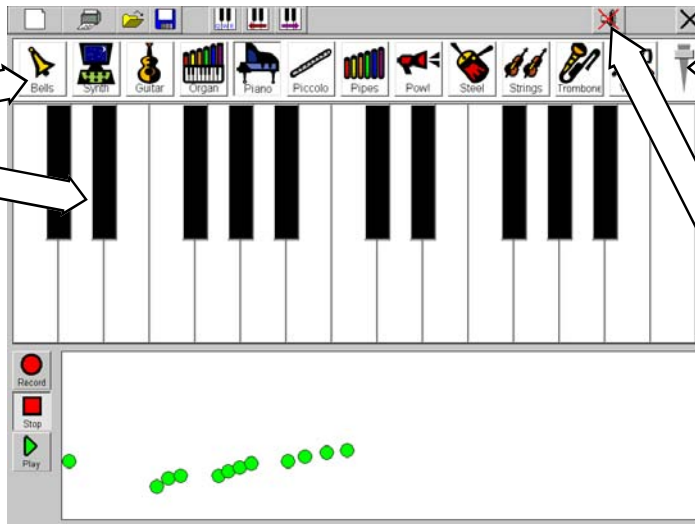 Bells Synth Guitar Organ Piano Piccolo Pipes Powl Steel Strings Trombone
Record
Stop
Play